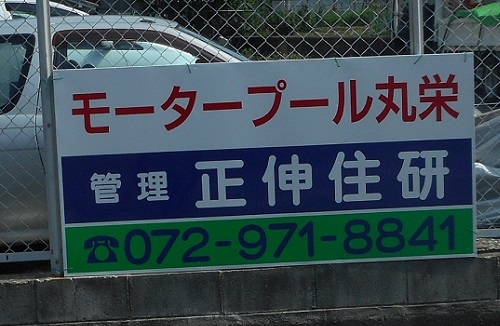 モータープール丸栄
管理 正伸住研
☎072-971-8841